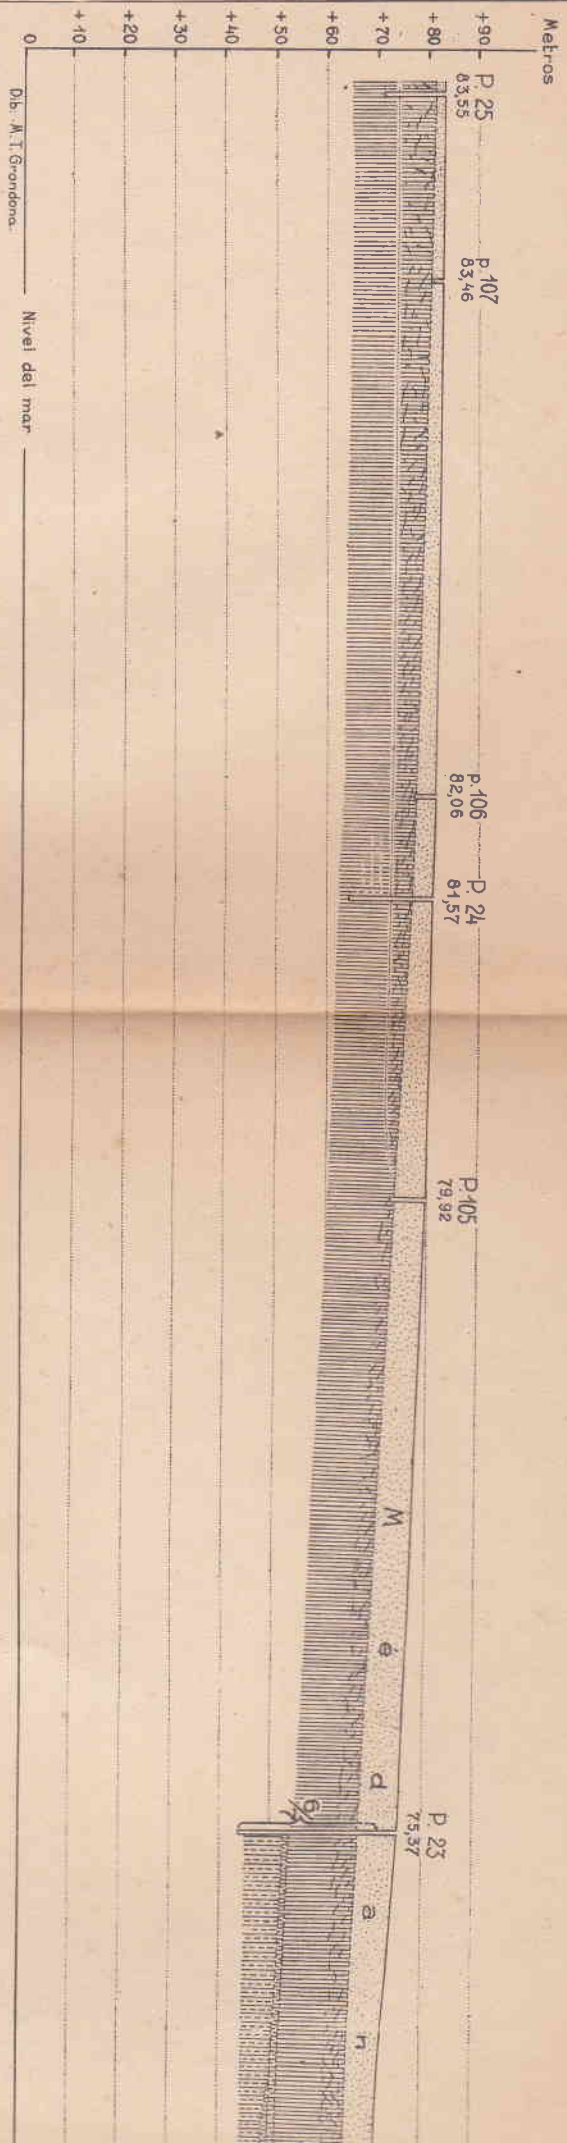 Metros
+90
+80
+70
+60
+50
+40
+30
+20
+10
0
P. 25
83,55
p. 107
83,46
p. 106
82,06
P. 24
81,57
P. 105
79,92
P. 23
75,37
M é d a n
Nivel del mar
Dib: M.T. Grondona